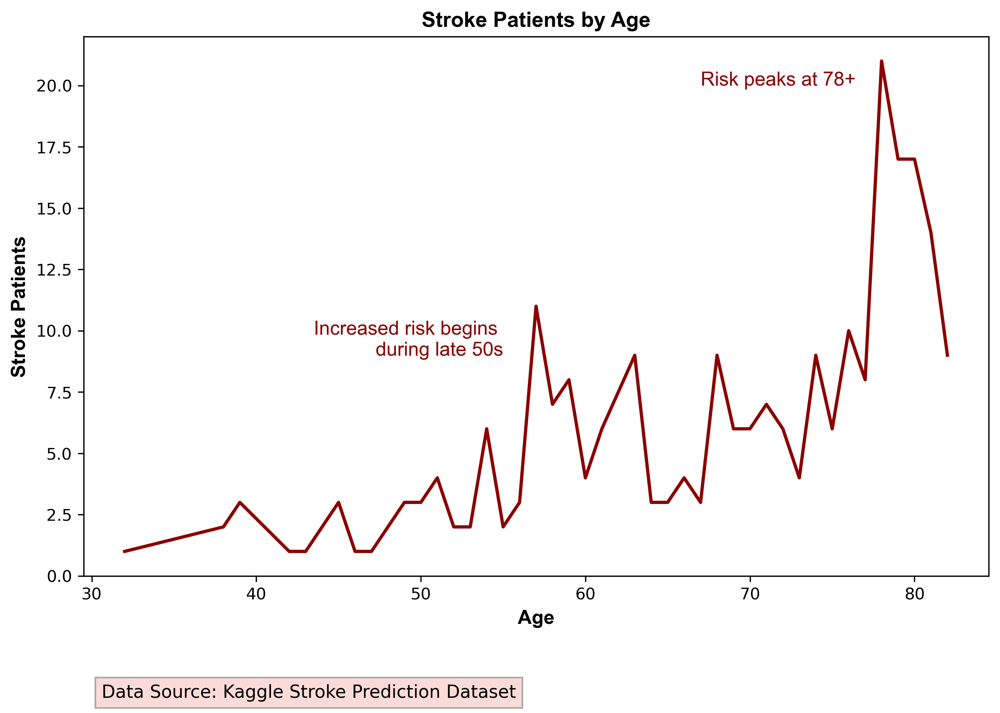 Stroke Patients by Age
Risk peaks at 78+
Increased risk begins
during late 50s
Stroke Patients
20.0
17.5
15.0
12.5
10.0
7.5
5.0
2.5
0.0
30 40 50 60 70 80
Age
Data Source: Kaggle Stroke Prediction Dataset